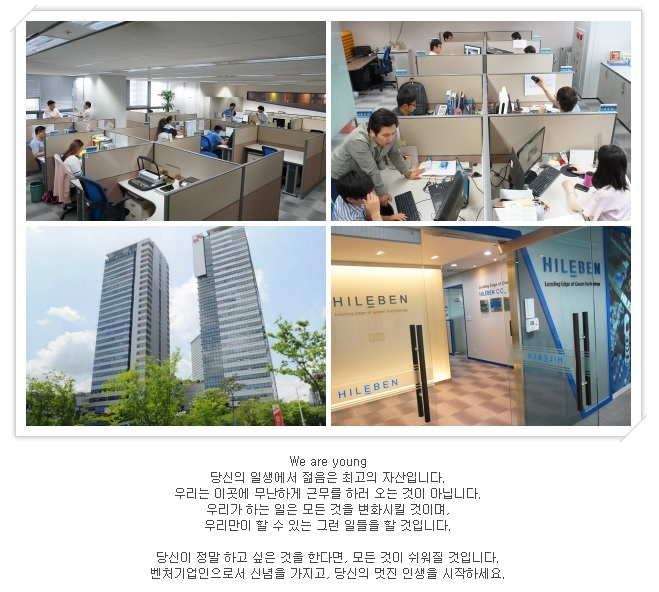 HILEBEN
Leading Edge of Green Technology
HILEBEN
HILEBEN CO.
HILEBEN
Leading Edge of Green Technology
HILEBEN
We are young
당신의 일생에서 젊음은 최고의 자산입니다.
우리는 이곳에 무난하게 근무를 하러 오는 것이 아닙니다.
우리가 하는 일은 모든 것을 변화시킬 것이며,
우리만이 할 수 있는 그런 일들을 할 것입니다.
당신이 정말 하고 싶은 것을 한다면, 모든 것이 쉬워질 것입니다.
벤처기업인으로서 신념을 가지고, 당신의 멋진 인생을 시작하세요.